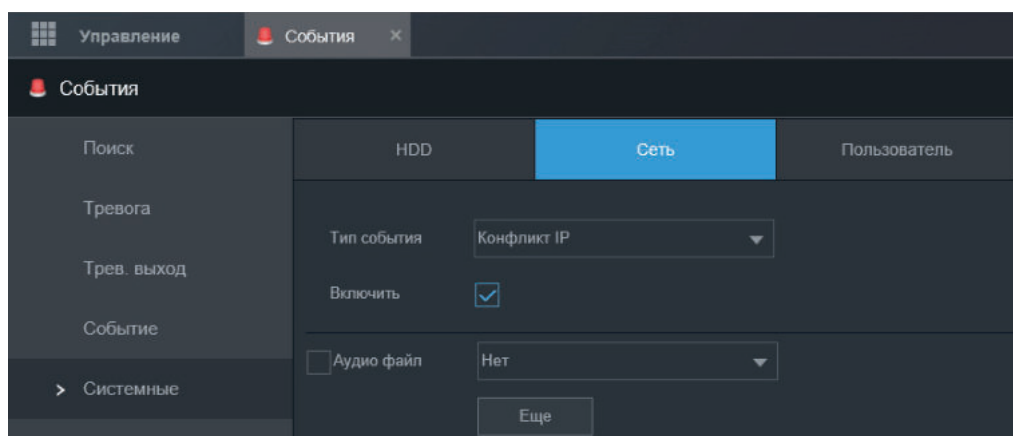 Управление
События ×
События
Поиск
Тревога
Трев. выход
Событие
> Системные
HDD
Сеть
Пользователь
Тип события
Конфликт IP
Включить
Аудио файл
Нет
Еще